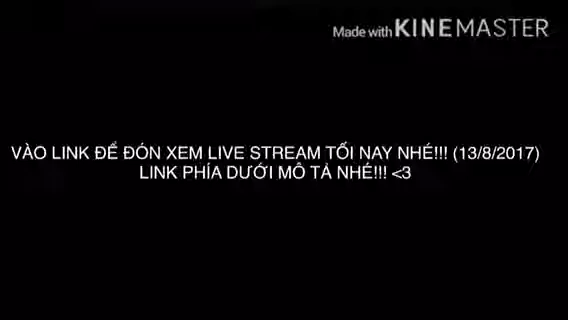 Made with KINEMASTER
VÀO LINK ĐỂ ĐÓN XEM LIVE STREAM TỐI NAY NHÉ!!! (13/8/2017)
LINK PHÍA DƯỚI MÔ TẢ NHÉ!!! <3